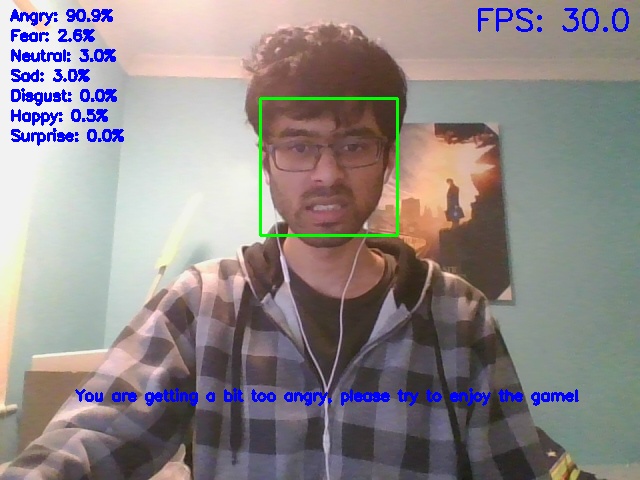 Angry: 90.9%
FPS: 30.0
Fear: 2.6%
Neutral: 3.0%
Sad: 3.0%
Disgust: 0.0%
Happy: 0.5%
Surprise: 0.0%
You are getting a bit too angry, please try to enjoy the game!